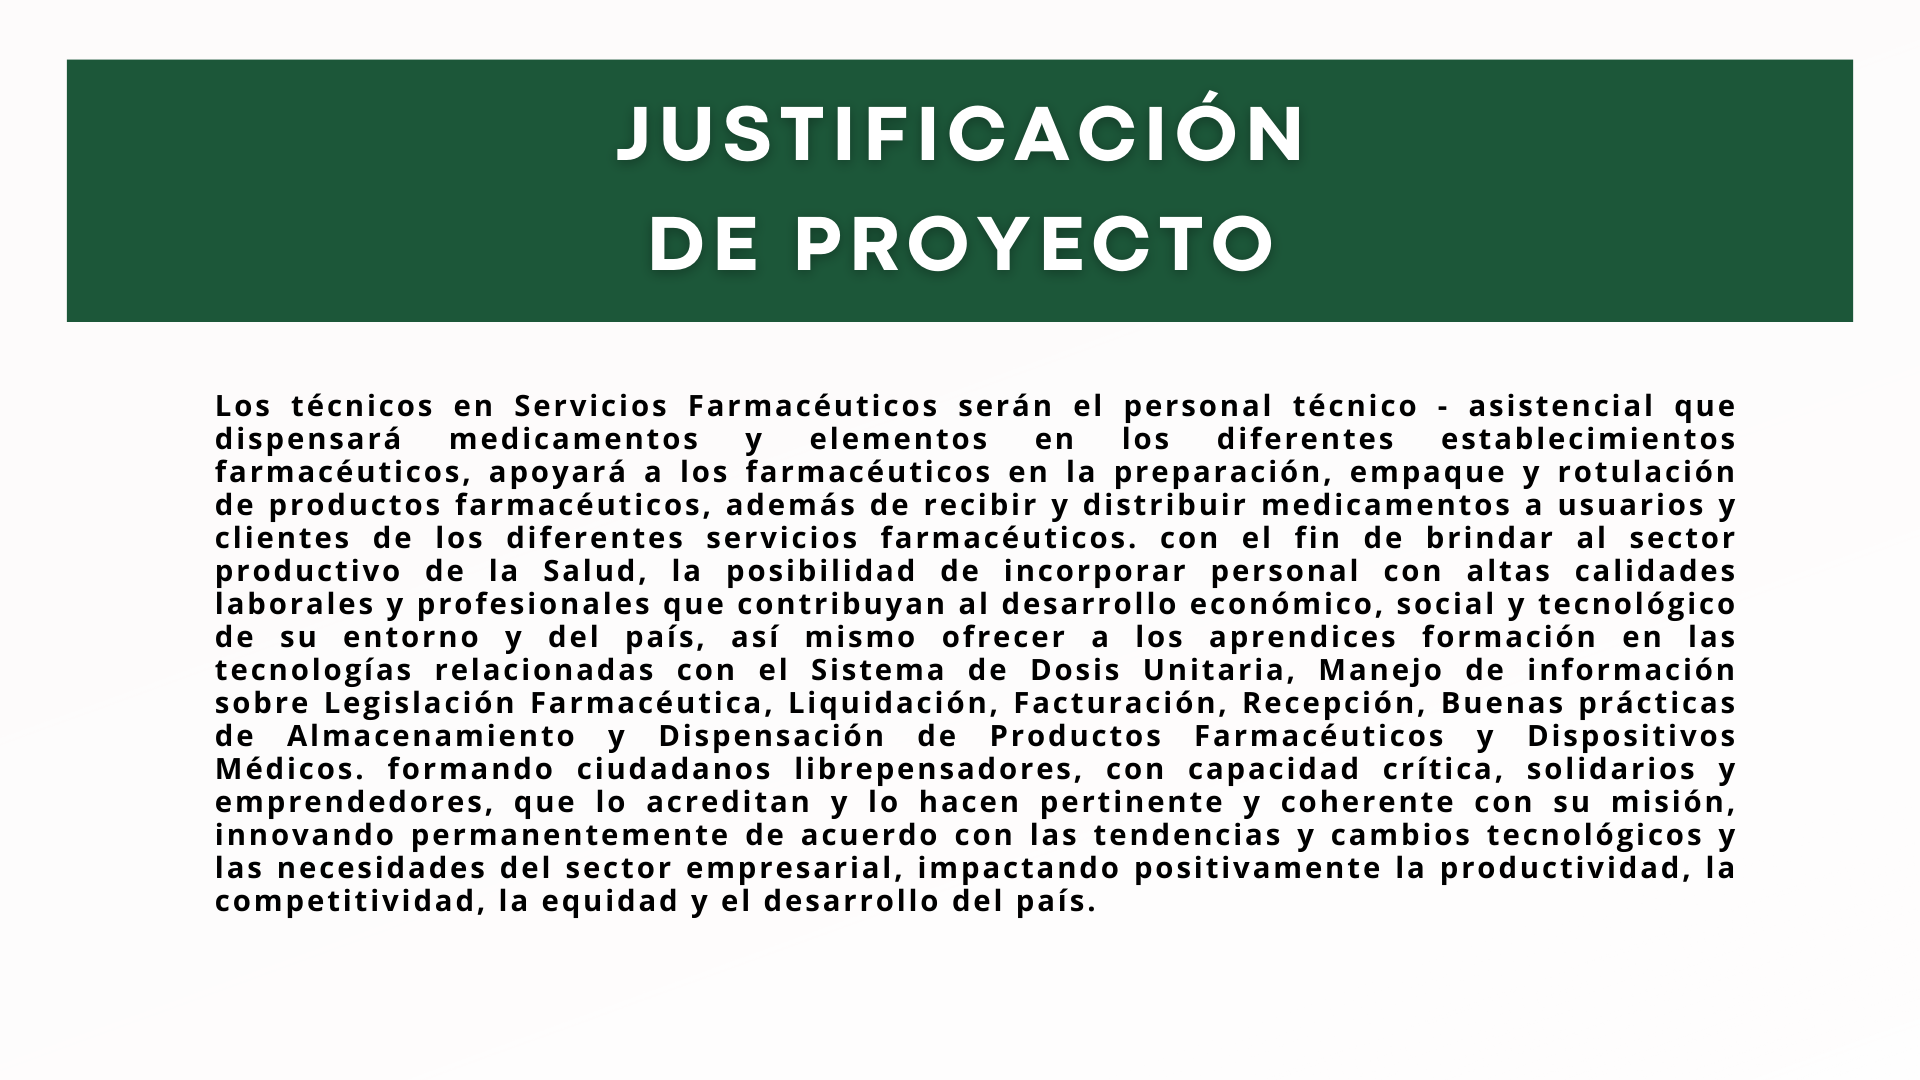 JUSTIFICACIÓN
DE PROYECTO
Los técnicos en Servicios Farmacéuticos serán el personal técnico - asistencial que
dispensará medicamentos y elementos en los diferentes establecimientos
farmacéuticos, apoyará a los farmacéuticos en la preparación, empaque y rotulación
de productos farmacéuticos, además de recibir y distribuir medicamentos a usuarios y
clientes de los diferentes servicios farmacéuticos. con el fin de brindar al sector
productivo de la Salud, la posibilidad de incorporar personal con altas calidades
laborales y profesionales que contribuyan al desarrollo económico, social y tecnológico
de su entorno y del país, así mismo ofrecer a los aprendices formación en las
tecnologías relacionadas con el Sistema de Dosis Unitaria, Manejo de información
sobre Legislación Farmacéutica, Liquidación, Facturación, Recepción, Buenas prácticas
de Almacenamiento y Dispensación de Productos Farmacéuticos y Dispositivos
Médicos. formando ciudadanos librepensadores, con capacidad crítica, solidarios y
emprendedores, que lo acreditan y lo hacen pertinente y coherente con su misión,
innovando permanentemente de acuerdo con las tendencias y cambios tecnológicos y
las necesidades del sector empresarial, impactando positivamente la productividad, la
competitividad, la equidad y el desarrollo del país.